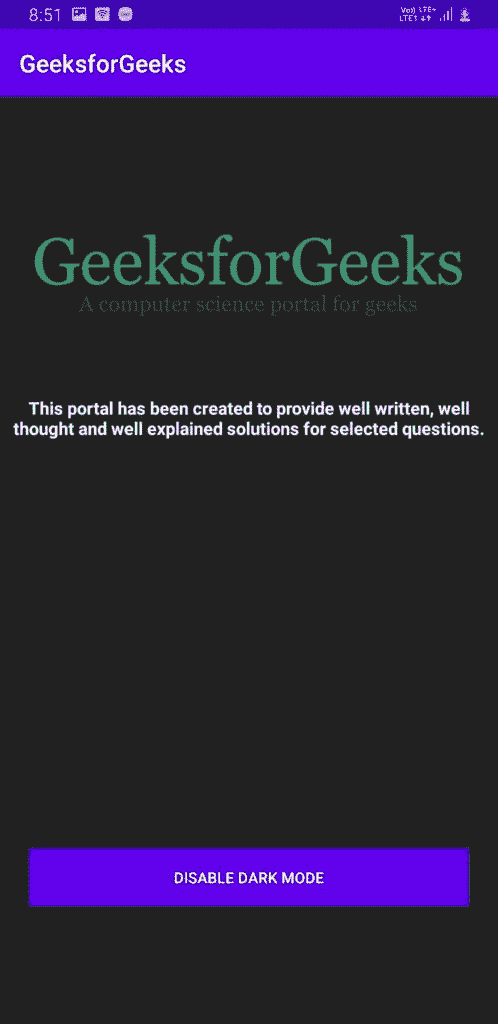 8:51
Vo)) LTE+
LTE1 ↓↑
GeeksforGeeks
GeeksforGeeks
A computer science portal for geeks
This portal has been created to provide well written, well
thought and well explained solutions for selected questions.
DISABLE DARK MODE